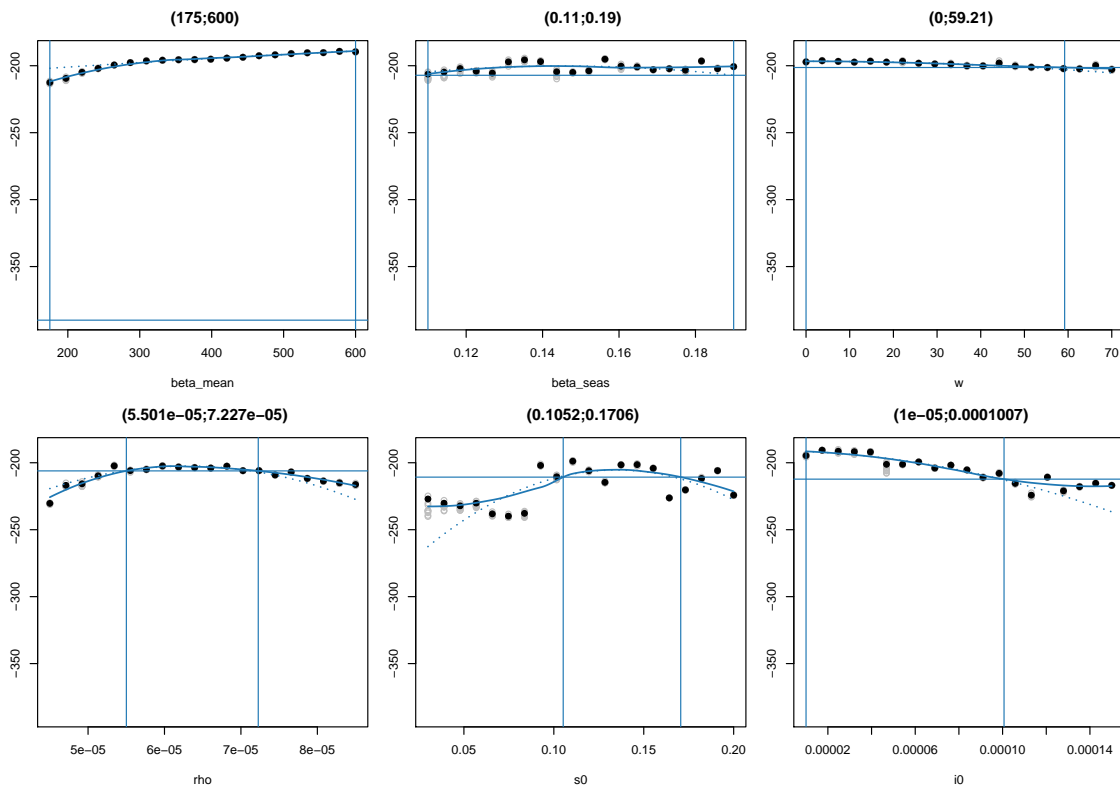 (175;600)
(0.11;0.19)
(0;59.21)
−200
−250
−300
−350
200 300 400 500 600
beta_mean
−200
−250
−300
−350
0.12 0.14 0.16 0.18
beta_seas
−200
−250
−300
−350
0 10 20 30 40 50 60 70
w
(5.501e−05;7.227e−05)
(0.1052;0.1706)
(1e−05;0.0001007)
−200
−250
−300
−350
5e−05 6e−05 7e−05 8e−05
rho
−200
−250
−300
−350
0.05 0.10 0.15 0.20
s0
−200
−250
−300
−350
0.00002 0.00006 0.00010 0.00014
i0